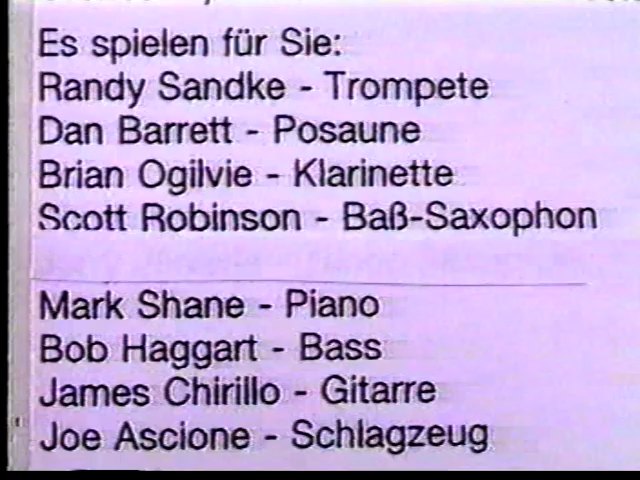 Es spielen für Sie:
Randy Sandke - Trompete
Dan Barrett - Posaune
Brian Ogilvie - Klarinette
Scott Robinson - Baß-Saxophon
Mark Shane - Piano
Bob Haggart - Bass
James Chirillo - Gitarre
Joe Ascione - Schlagzeug